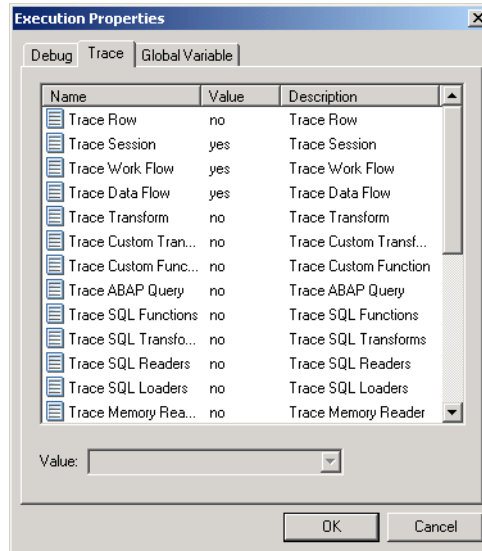 Execution Properties
Debug Trace Global Variable
Name Value Description
Trace Row no Trace Row
Trace Session yes Trace Session
Trace Work Flow yes Trace Work Flow
Trace Data Flow yes Trace Data Flow
Trace Transform no Trace Transform
Trace Custom Tran... no Trace Custom Transf...
Trace Custom Func... no Trace Custom Function
Trace ABAP Query no Trace ABAP Query
Trace SQL Functions no Trace SQL Functions
Trace SQL Transfo... no Trace SQL Transforms
Trace SQL Readers no Trace SQL Readers
Trace SQL Loaders no Trace SQL Loaders
Trace Memory Rea... no Trace Memory Reader
Value:
OK Cancel